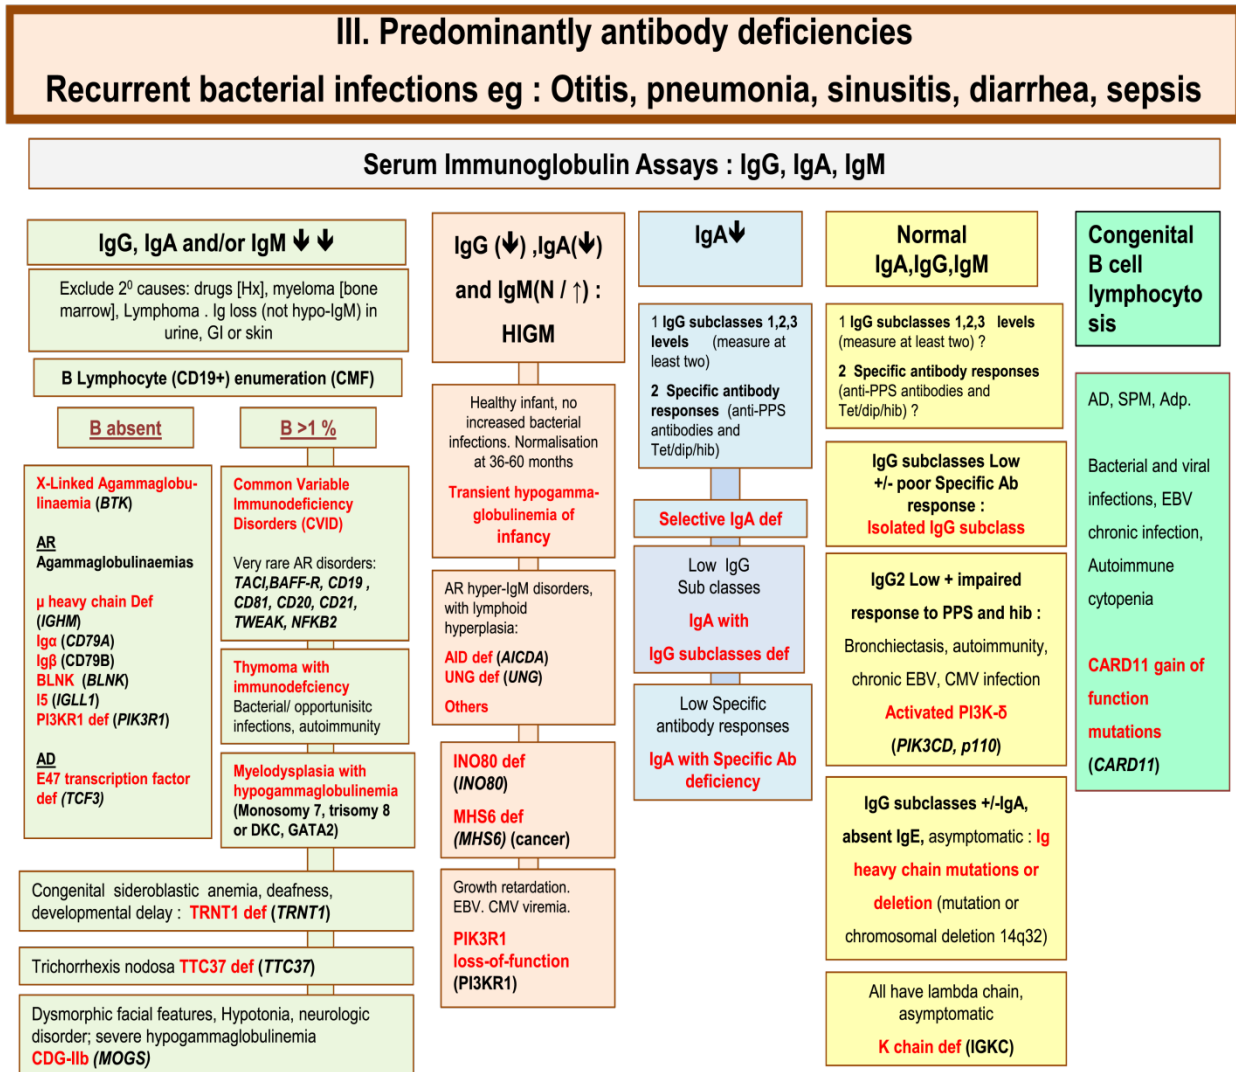 III. Predominantly antibody deficiencies
Recurrent bacterial infections eg : Otitis, pneumonia, sinusitis, diarrhea, sepsis
Serum Immunoglobulin Assays : IgG, IgA, IgM
IgG, IgA and/or IgM 🡻 🡻
Exclude 2⁰ causes: drugs [Hx], myeloma [bone
marrow], Lymphoma . Ig loss (not hypo-IgM) in
urine, GI or skin
B Lymphocyte (CD19+) enumeration (CMF)
B absent
X-Linked Agammaglobu-
linaemia (BTK)
AR
Agammaglobulinaemias
µ heavy chain Def
(IGHM)
Igα (CD79A)
Igβ (CD79B)
BLNK (BLNK)
I5 (IGLL1)
PI3KR1 def (PIK3R1)
AD
E47 transcription factor
def (TCF3)
B >1 %
Common Variable
Immunodeficiency
Disorders (CVID)
Very rare AR disorders:
TACI,BAFF-R, CD19 ,
CD81, CD20, CD21,
TWEAK, NFKB2
Thymoma with
immunodefciency
Bacterial/ opportunisitc
infections, autoimmunity
Myelodysplasia with
hypogammaglobulinemia
(Monosomy 7, trisomy 8
or DKC, GATA2)
Congenital sideroblastic anemia, deafness,
developmental delay : TRNT1 def (TRNT1)
Trichorrhexis nodosa TTC37 def (TTC37)
Dysmorphic facial features, Hypotonia, neurologic
disorder; severe hypogammaglobulinemia
CDG-IIb (MOGS)
IgG (🡻) ,IgA(🡻)
and IgM(N / ↑) :
HIGM
Healthy infant, no
increased bacterial
infections. Normalisation
at 36-60 months
Transient hypogamma-
globulinemia of
infancy
AR hyper-IgM disorders,
with lymphoid
hyperplasia:
AID def (AICDA)
UNG def (UNG)
Others
INO80 def
(INO80)
MHS6 def
(MHS6) (cancer)
Growth retardation.
EBV. CMV viremia.
PIK3R1
loss-of-function
(PI3KR1)
IgA🡻
1 IgG subclasses 1,2,3
levels (measure at
least two)
2 Specific antibody
responses (anti-PPS
antibodies and
Tet/dip/hib)
Selective IgA def
Low IgG
Sub classes
IgA with
IgG subclasses def
Low Specific
antibody responses
IgA with Specific Ab
deficiency
Normal
IgA,IgG,IgM
1 IgG subclasses 1,2,3 levels
(measure at least two) ?
2 Specific antibody responses
(anti-PPS antibodies and
Tet/dip/hib) ?
IgG subclasses Low
+/- poor Specific Ab
response :
Isolated IgG subclass
IgG2 Low + impaired
response to PPS and hib :
Bronchiectasis, autoimmunity,
chronic EBV, CMV infection
Activated PI3K-δ
(PIK3CD, p110)
IgG subclasses +/-IgA,
absent IgE, asymptomatic : Ig
heavy chain mutations or
deletion (mutation or
chromosomal deletion 14q32)
All have lambda chain,
asymptomatic
K chain def (IGKC)
Congenital
B cell
lymphocyto
sis
AD, SPM, Adp.
Bacterial and viral
infections, EBV
chronic infection,
Autoimmune
cytopenia
CARD11 gain of
function
mutations
(CARD11)